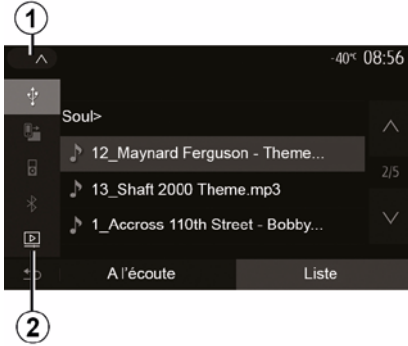 1
-40°C 08:56
Soul>
12_Maynard Ferguson - Theme...
13_Shaft 2000 Theme.mp3
2/5
1_Accross 110th Street - Bobby...
A l'écoute Liste
2